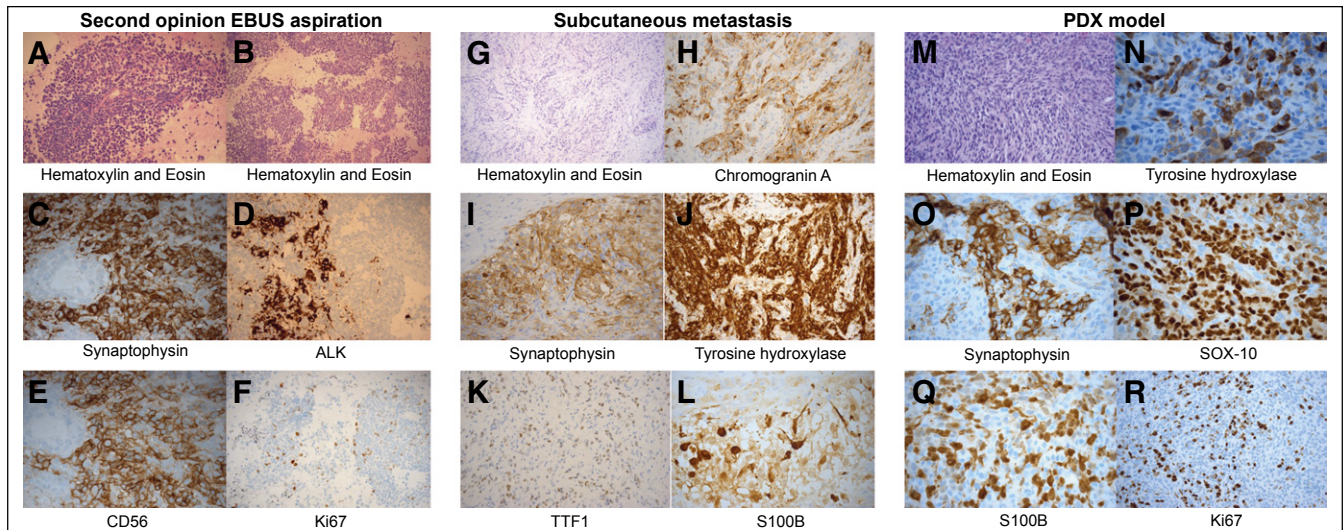 Second opinion EBUS aspiration
Subcutaneous metastasis
PDX model
A B G H M N
Hematoxylin and Eosin Hematoxylin and Eosin Hematoxylin and Eosin Chromogranin A Hematoxylin and Eosin Tyrosine hydroxylase
C D I J O P
Synaptophysin ALK Synaptophysin Tyrosine hydroxylase Synaptophysin SOX-10
E F K L Q R
CD56 Ki67 TTF1 S100B S100B Ki67